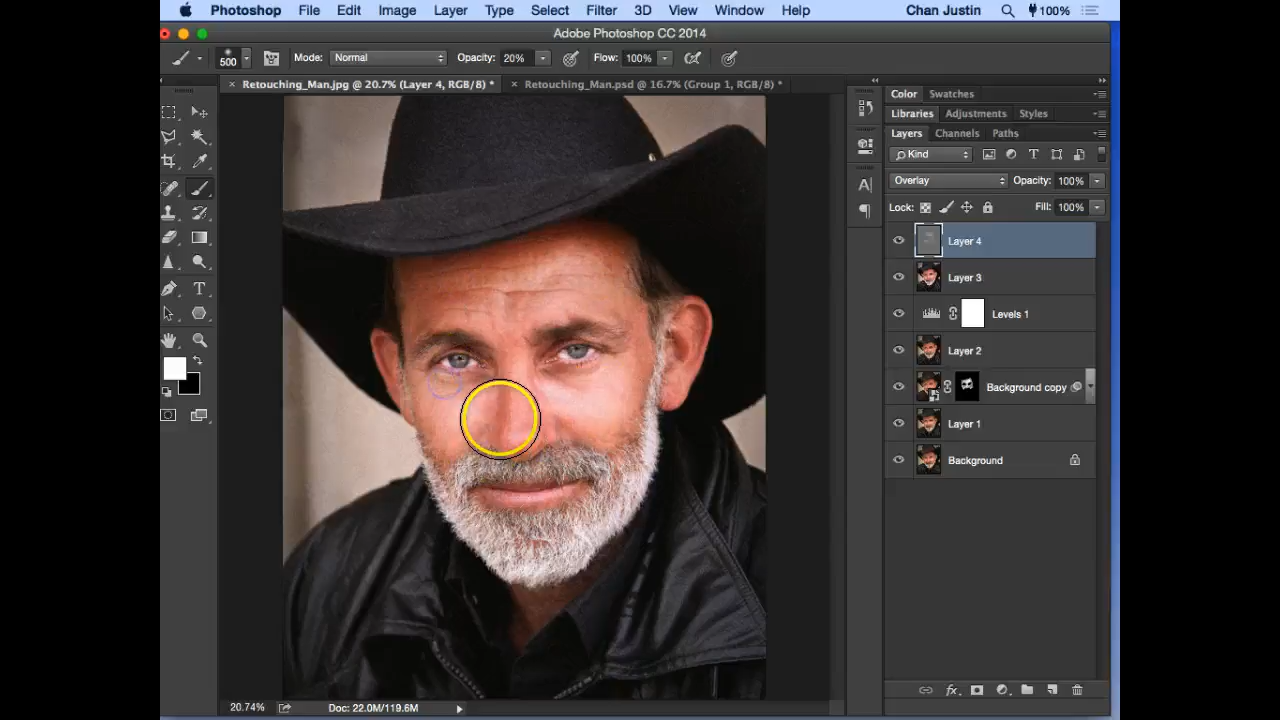 Photoshop File Edit Image Layer Type Select Filter 3D View Window Help Chan Justin 100%
Adobe Photoshop CC 2014
500 Mode: Normal Opacity: 20% Flow: 100%
× Retouching_Man.jpg @ 20.7% (Layer 4, RGB/8) * × Retouching_Man.psd @ 16.7% (Group 1, RGB/8) *
Color Swatches
Libraries Adjustments Styles
Layers Channels Paths
Kind
Overlay Opacity: 100%
Lock: Fill: 100%
Layer 4
Layer 3
Levels 1
Layer 2
Background copy
Layer 1
Background
20.74% Doc: 22.0M/119.6M